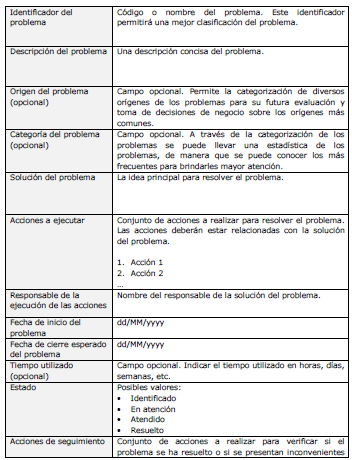 Identificador del Código o nombre del problema. Este identificador
problema permitirá una mejor clasificación del problema.
Descripción del problema Una descripción concisa del problema.
Origen del problema Campo opcional. Permite la categorización de diversos
(opcional) orígenes de los problemas para su futura evaluación y
toma de decisiones de negocio sobre los orígenes más
comunes.
Categoría del problema Campo opcional. A través de la categorización de los
(opcional) problemas se puede llevar una estadística de los
problemas, de manera que se puede conocer los más
frecuentes para brindarles mayor atención.
Solución del problema La idea principal para resolver el problema.
Acciones a ejecutar Conjunto de acciones a realizar para resolver el problema.
Las acciones deberán estar relacionadas con la solución
del problema.
1. Acción 1
2. Acción 2
...
Responsable de la Nombre del responsable de la solución del problema.
ejecución de las acciones
Fecha de inicio del dd/MM/yyyy
problema
Fecha de cierre esperado dd/MM/yyyy
del problema
Tiempo utilizado Campo opcional. Indicar el tiempo utilizado en horas, días,
(opcional) semanas, etc.
Estado Posibles valores:
• Identificado
• En atención
• Atendido
• Resuelto
Acciones de seguimiento Conjunto de acciones a realizar para verificar si el
problema se ha resuelto o si se presentan inconvenientes